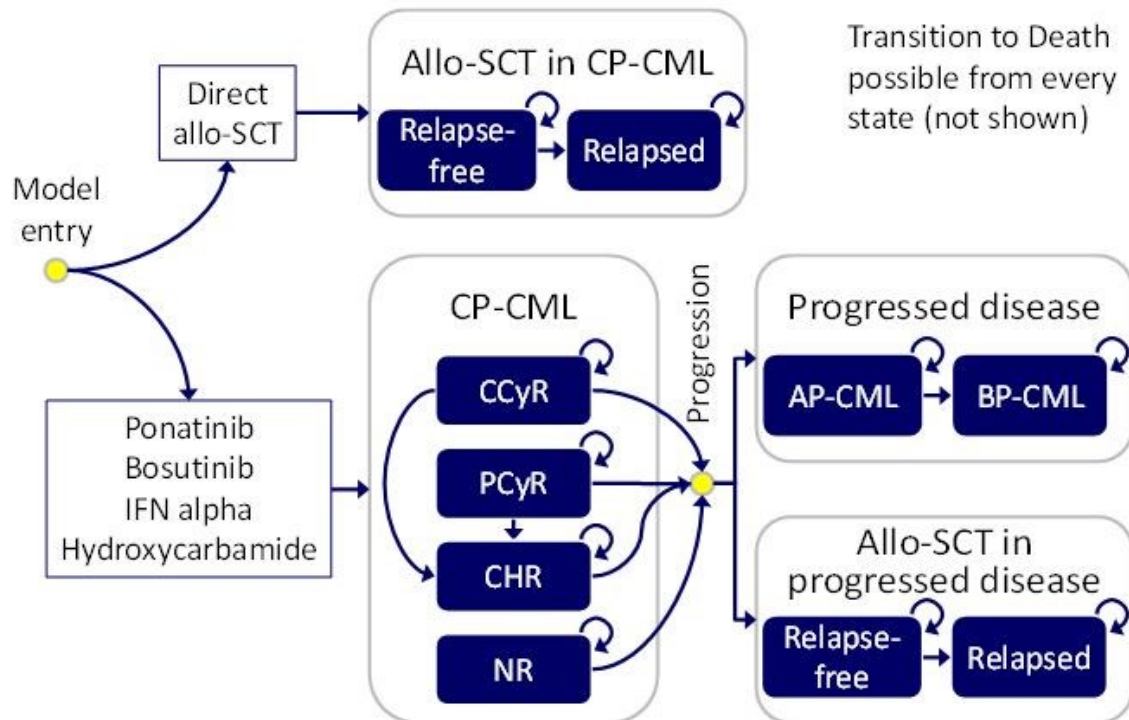 Allo-SCT in CP-CML
Relapse-
free
Relapsed
Transition to Death
possible from every
state (not shown)
Direct
allo-SCT
Model
entry
Ponatinib
Bosutinib
IFN alpha
Hydroxycarbamide
CP-CML
CCyR
PCyR
CHR
NR
Progression
Progressed disease
AP-CML
BP-CML
Allo-SCT in
progressed disease
Relapse-
free
Relapsed